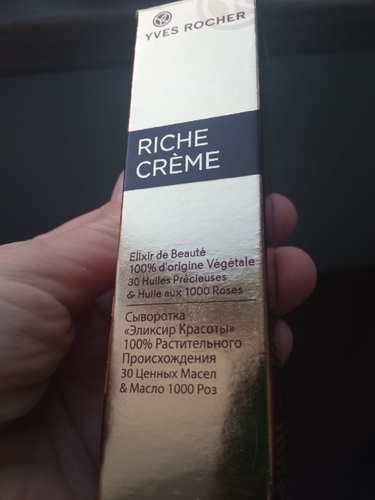 YVES ROCHER
RICHE
CRÈME
Elixir de Beauté
100% d'origine Végétale
30 Huiles Précieuses
& Huile aux 1000 Roses
Сыворотка
«Эликсир Красоты»
100% Растительного
Происхождения
30 Ценных Масел
& Масло 1000 Роз